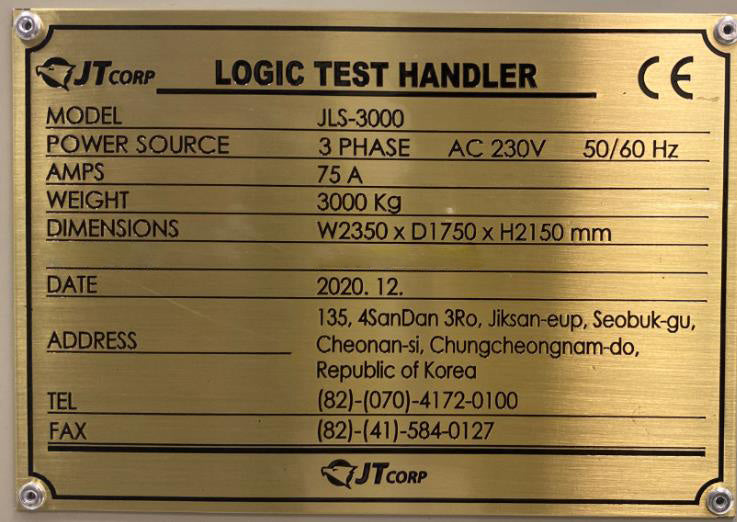 JTCORP LOGIC TEST HANDLER CE
MODEL JLS-3000
POWER SOURCE 3 PHASE AC 230V 50/60 Hz
AMPS 75 A
WEIGHT 3000 Kg
DIMENSIONS W2350 x D1750 x H2150 mm
DATE 2020. 12.
135, 4SanDan 3Ro, Jiksan-eup, Seobuk-gu,
ADDRESS Cheonan-si, Chungcheongnam-do,
Republic of Korea
TEL (82)-(070)-4172-0100
FAX (82)-(41)-584-0127
JTCORP